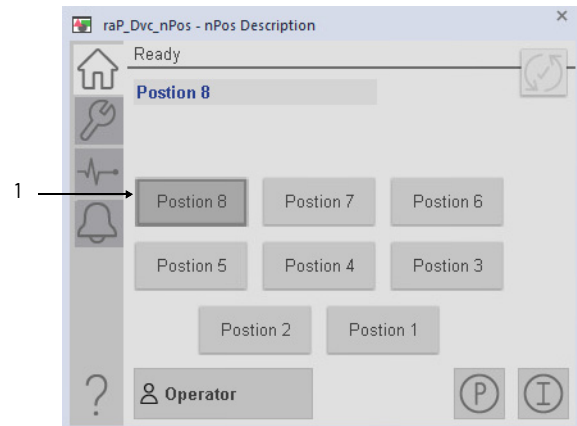 raP_Dvc_nPos - nPos Description
×
Ready
Postion 8
1
Postion 8 Postion 7 Postion 6
Postion 5 Postion 4 Postion 3
Postion 2 Postion 1
? Operator P I